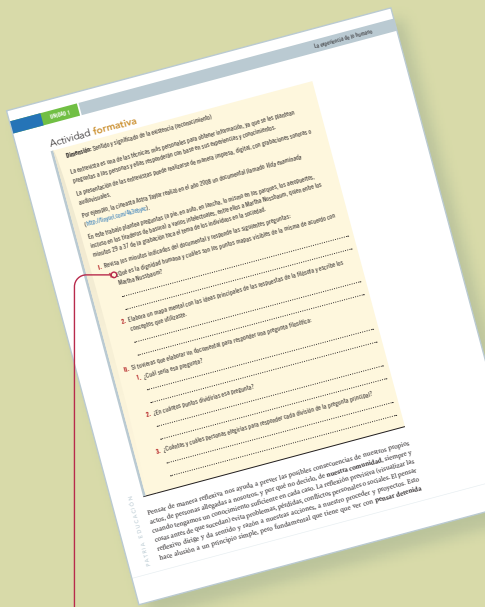 La experiencia de lo humano
UNIDAD 1
Actividad formativa
Dimensión: Sentido y significado de la existencia (reconocimiento)
La entrevista es una de las técnicas más personales para obtener información, ya que se les plantean
preguntas a las personas y ellas responderán con base en sus experiencias y conocimientos.
La presentación de las entrevistas puede realizarse de manera impresa, digital, con grabaciones sonoras o
audiovisuales.
Por ejemplo, la cineasta Astra Taylor realizó en el año 2008 un documental llamado Vida examinada
En este trabajo plantea preguntas (a pie, en auto, en lancha, lo mismo en los parques, los aeropuertos,
incluso en los tiraderos de basura) a varios intelectuales, entre ellos a Martha Nussbaum, quien entre los
minutos 29 a 37 de la grabación toca el tema de los individuos en la sociedad.
1. Revisa los minutos indicados del documental y responde las siguientes preguntas:
¿Qué es la dignidad humana y cuáles son los puntos mapas visibles de la misma de acuerdo con
Martha Nussbaum?
2. Elabora un mapa mental con las ideas principales de las respuestas de la filósofa y escribe los
conceptos que utilizaste.
II. Si tuvieras que elaborar un documental para responder una pregunta filosófica:
1. ¿Cuál sería esa pregunta?
2. ¿En cuántos puntos dividirías esa pregunta?
3. ¿Cuántos y cuáles personas elegirías para responder cada división de la pregunta principal?
Pensar de manera reflexiva nos ayuda a prever las posibles consecuencias de nuestros propios
actos, de personas allegadas a nosotros, y por qué no decirlo, de nuestra comunidad, siempre y
cuando tengamos un conocimiento suficiente en cada caso. La reflexión previsiva (visualizar las
cosas antes de que sucedan) evita problemas, pérdidas, conflictos personales o sociales. El pensar
reflexivo dirige y da sentido y razón a nuestras acciones, a nuestro proceder y proyectos. Esto
hace alusión a un principio simple, pero fundamental que tiene que ver con pensar detenida
PATRIA EDUCACIÓN